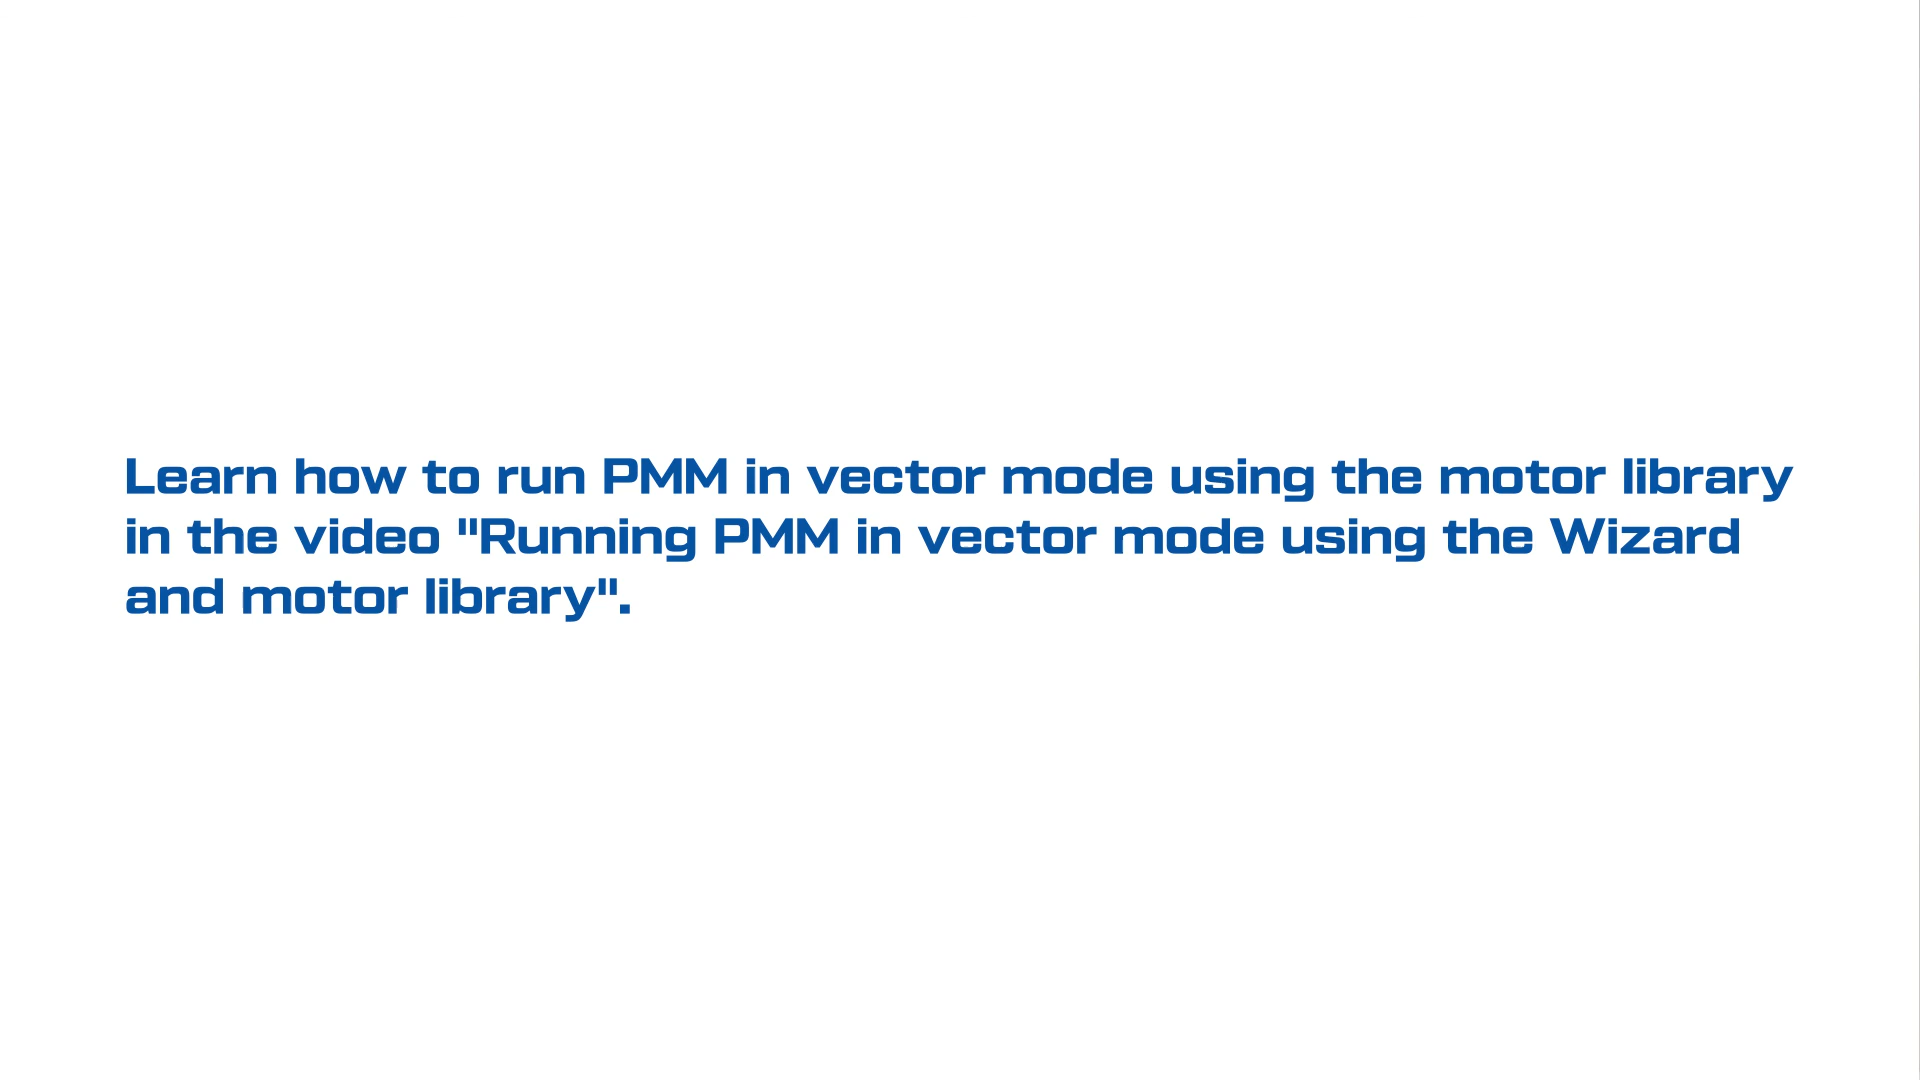 Learn how to run PMM in vector mode using the motor library
in the video "Running PMM in vector mode using the Wizard
and motor library".